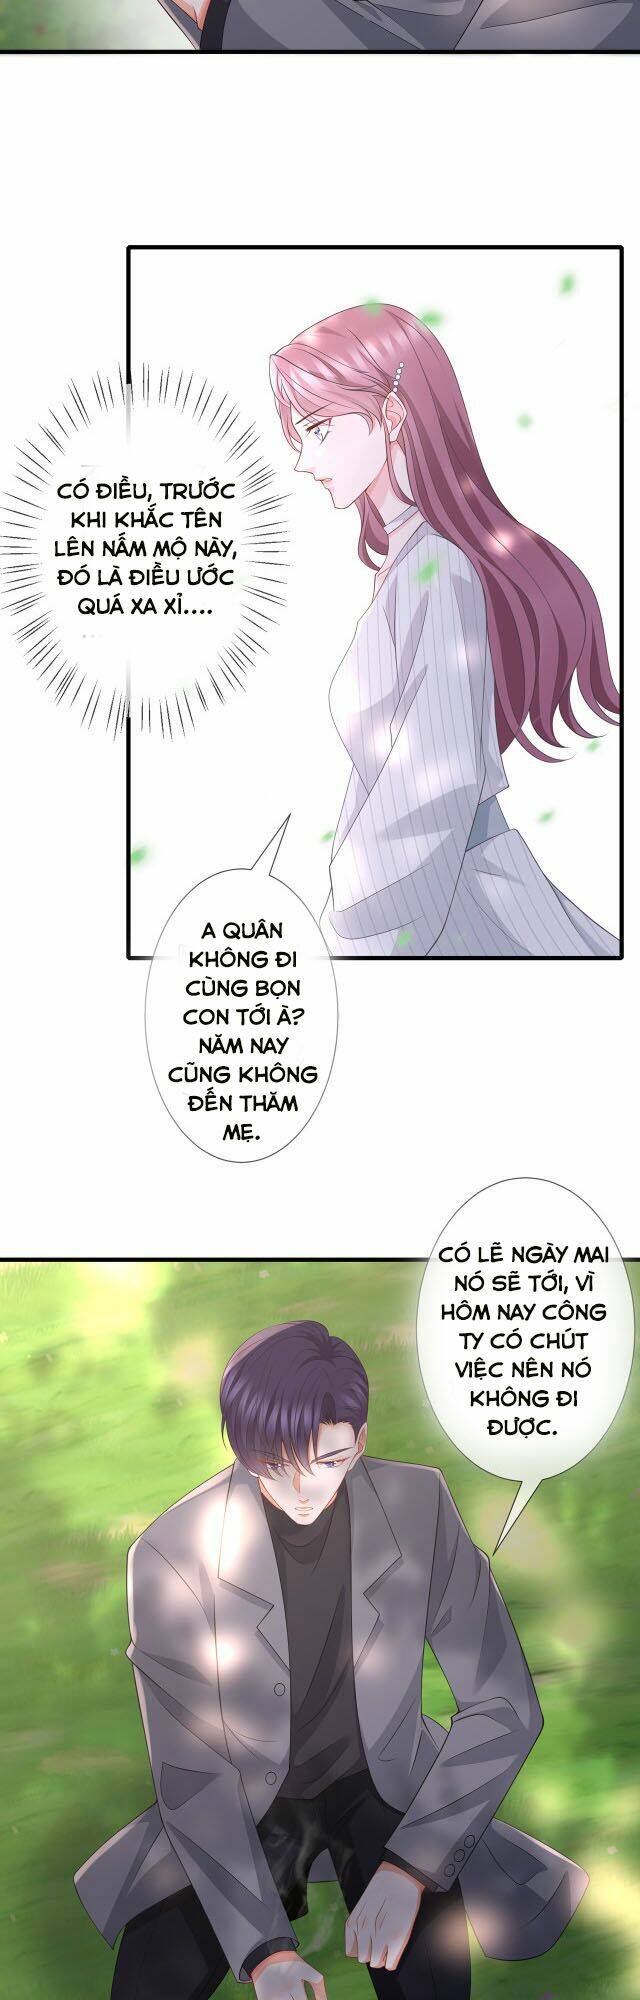 CÓ ĐIỀU, TRƯỚC
KHI KHẮC TÊN
LÊN NẤM MỘ NÀY,
ĐÓ LÀ ĐIỀU ƯỚC
QUÁ XA XỈ....
A QUÂN
KHÔNG ĐI
CÙNG BỌN
CON TỚI À?
NĂM NAY
CŨNG KHÔNG
ĐẾN THĂM
MẸ.
CÓ LẼ NGÀY MAI
NÓ SẼ TỚI, VÌ
HÔM NAY CÔNG
TY CÓ CHÚT
VIỆC NÊN NÓ
KHÔNG ĐI
ĐƯỢC.